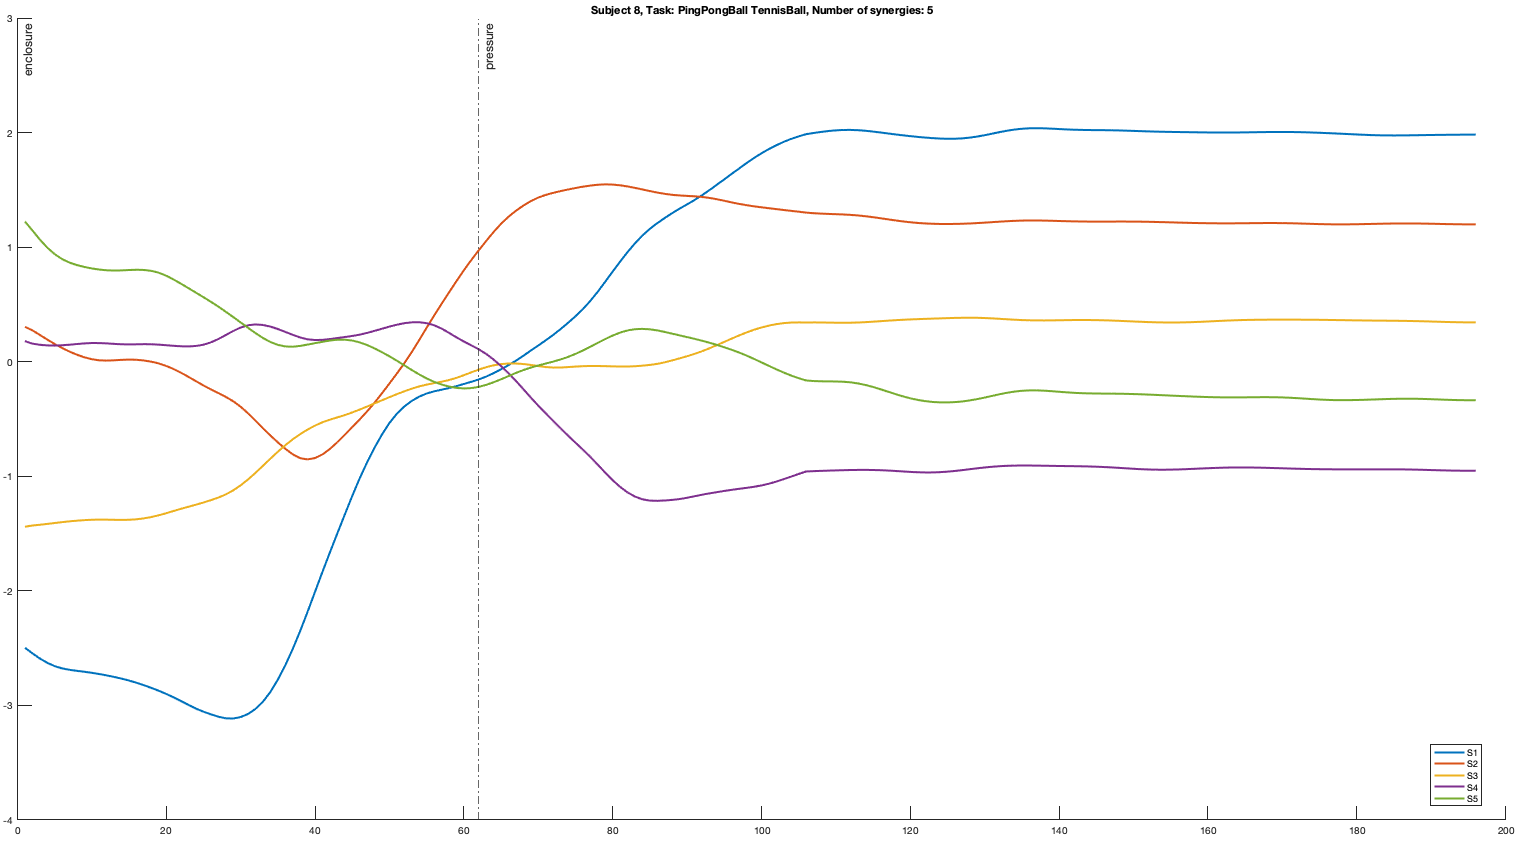 Subject 8, Task: PingPongBall TennisBall, Number of synergies: 5
enclosure
pressure
3
2
1
0
-1
-2
-3
-4
0 20 40 60 80 100 120 140 160 180 200
S1
S2
S3
S4
S5